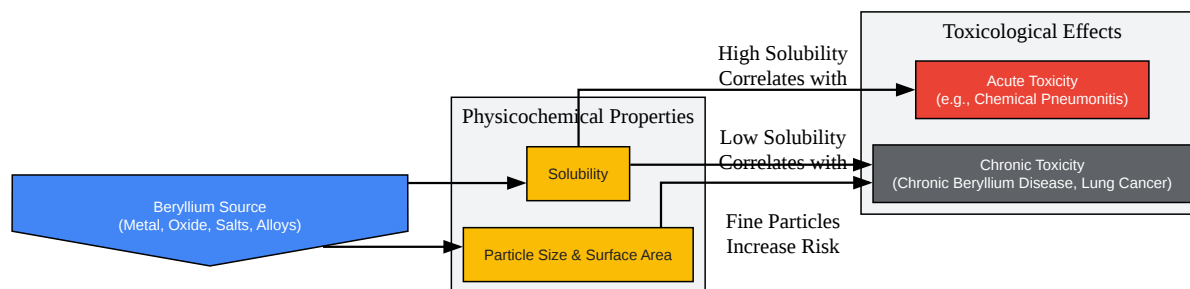 Toxicological Effects
High Solubility
Correlates with
Acute Toxicity
(e.g., Chemical Pneumonitis)
Physicochemical Properties
Low Solubility
Correlates with
Solubility
Chronic Toxicity
(Chronic Beryllium Disease, Lung Cancer)
Beryllium Source
(Metal, Oxide, Salts, Alloys)
Fine Particles
Increase Risk
Particle Size & Surface Area